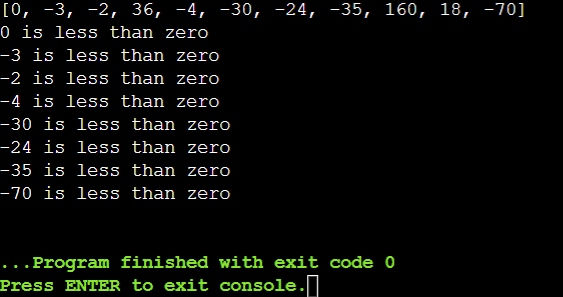 [0, -3, -2, 36, -4, -30, -24, -35, 160, 18, -70]
0 is less than zero
-3 is less than zero
-2 is less than zero
-4 is less than zero
-30 is less than zero
-24 is less than zero
-35 is less than zero
-70 is less than zero
...Program finished with exit code 0
Press ENTER to exit console.